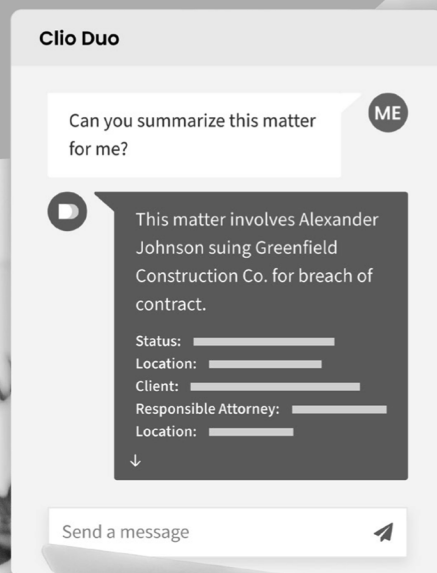 Clio Duo
Can you summarize this matter
for me?
ME
This matter involves Alexander
Johnson suing Greenfield
Construction Co. for breach of
contract.
Status:
Location:
Client:
Responsible Attorney:
Location:
Send a message